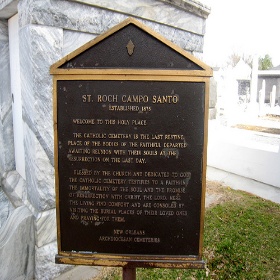 ST. ROCH CAMPO SANTO
ESTABLISHED 1875
WELCOME TO THIS HOLY PLACE.
THE CATHOLIC CEMETERY IS THE LAST RESTING
PLACE OF THE BODIES OF THE FAITHFUL DEPARTED
AWAITING REUNION WITH THEIR SOULS AT THE
RESURRECTION ON THE LAST DAY.
BLESSED BY THE CHURCH AND DEDICATED TO GOD
THE CATHOLIC CEMETERY TESTIFIES TO A FAITH IN
THE IMMORTALITY OF THE SOUL AND THE PROMISE
OF RESURRECTION WITH CHRIST, THE LORD. HERE
THE LIVING FIND COMFORT AND ARE CONSOLED BY
VISITING THE BURIAL PLACES OF THEIR LOVED ONES
AND PRAYING FOR THEM.
NEW ORLEANS
ARCHDIOCESAN CEMETERIES